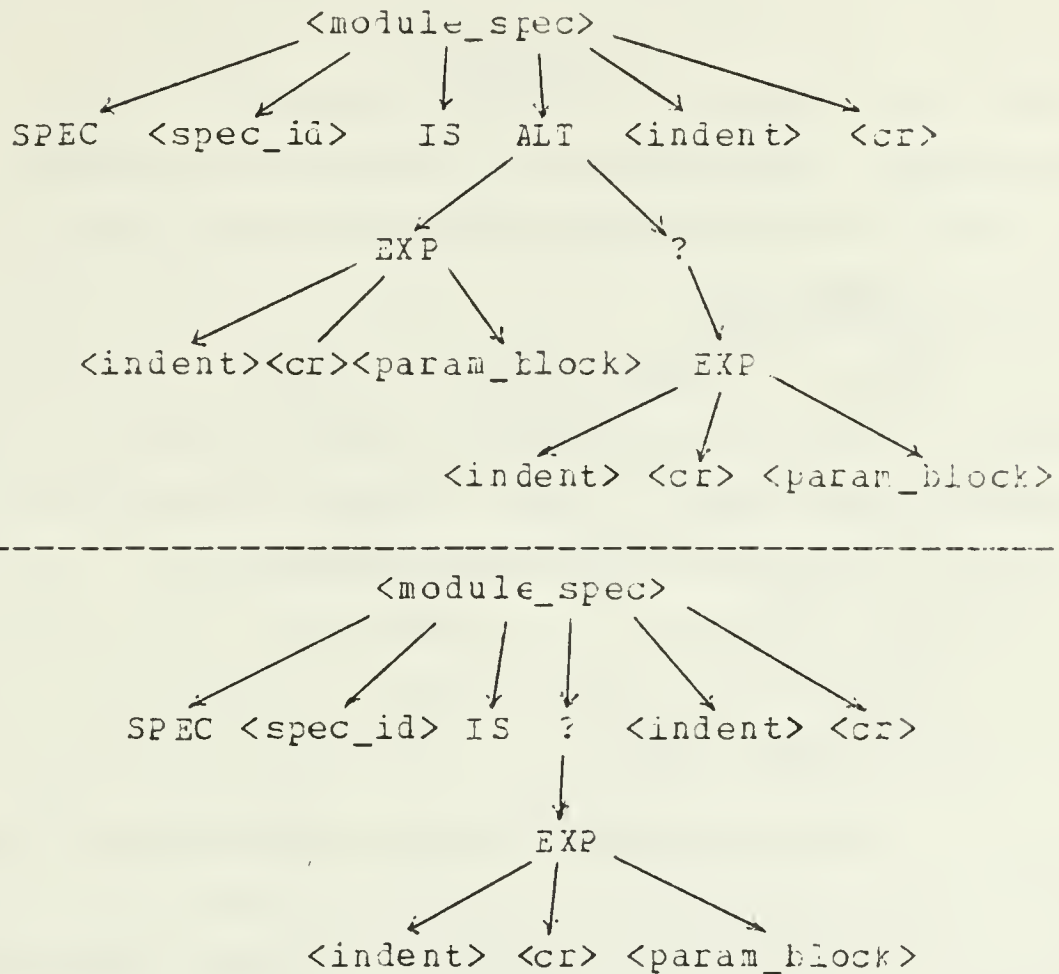 <module_spec>
SPEC <spec_id> IS ALT <indent> <cr>
EXP ?
<indent><cr><param_block> EXP
<indent> <cr> <param_block>
<module_spec>
SPEC <spec_id> IS ? <indent> <cr>
EXP
<indent> <cr> <param_block>